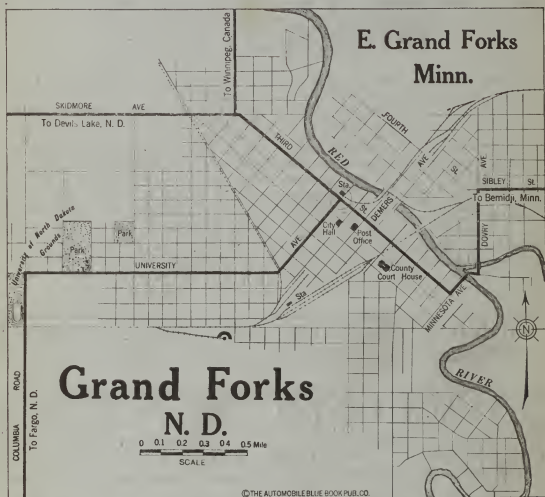 E. Grand Forks
Minn.
To Winnipeg, Canada
SKIDMORE AVE
To Devils Lake, N. D.
THIRD
RED
FOURTH
AVE
St
AVE
SIBLEY St.
To Bemidji, Minn.
Sta
St
DEMERS
DOVRY
City
Hall
Post
Office
University of North Dakota
Grounds
Park
Park
AVE
UNIVERSITY
County
Court House
MINNESOTA AVE
Sta
N
RIVER
Grand Forks
N. D.
0 0.1 0.2 0.3 0.4 0.5 Mile
SCALE
COLUMBIA ROAD
To Fargo, N. D.
© THE AUTOMOBILE BLUE BOOK PUB. CO.